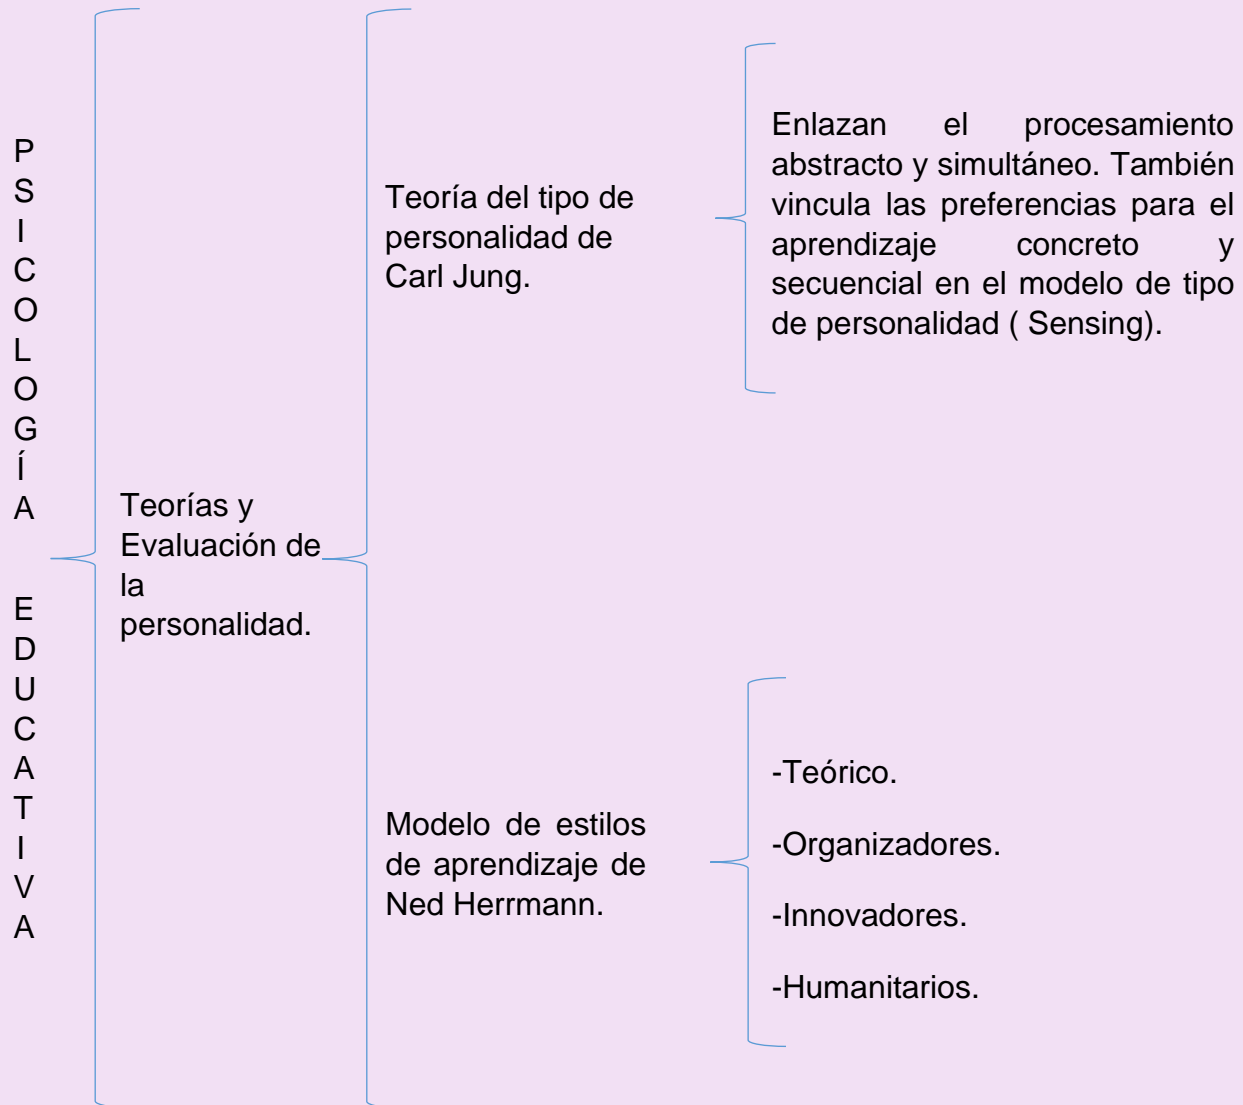 P
S
I
C
O
L
O
G
Í
A
E
D
U
C
A
T
I
V
A
Teorías y
Evaluación de
la
personalidad.
Teoría del tipo de
personalidad de
Carl Jung.
Enlazan el procesamiento
abstracto y simultáneo. También
vincula las preferencias para el
aprendizaje concreto y
secuencial en el modelo de tipo
de personalidad ( Sensing).
Modelo de estilos
de aprendizaje de
Ned Herrmann.
-Teórico.
-Organizadores.
-Innovadores.
-Humanitarios.